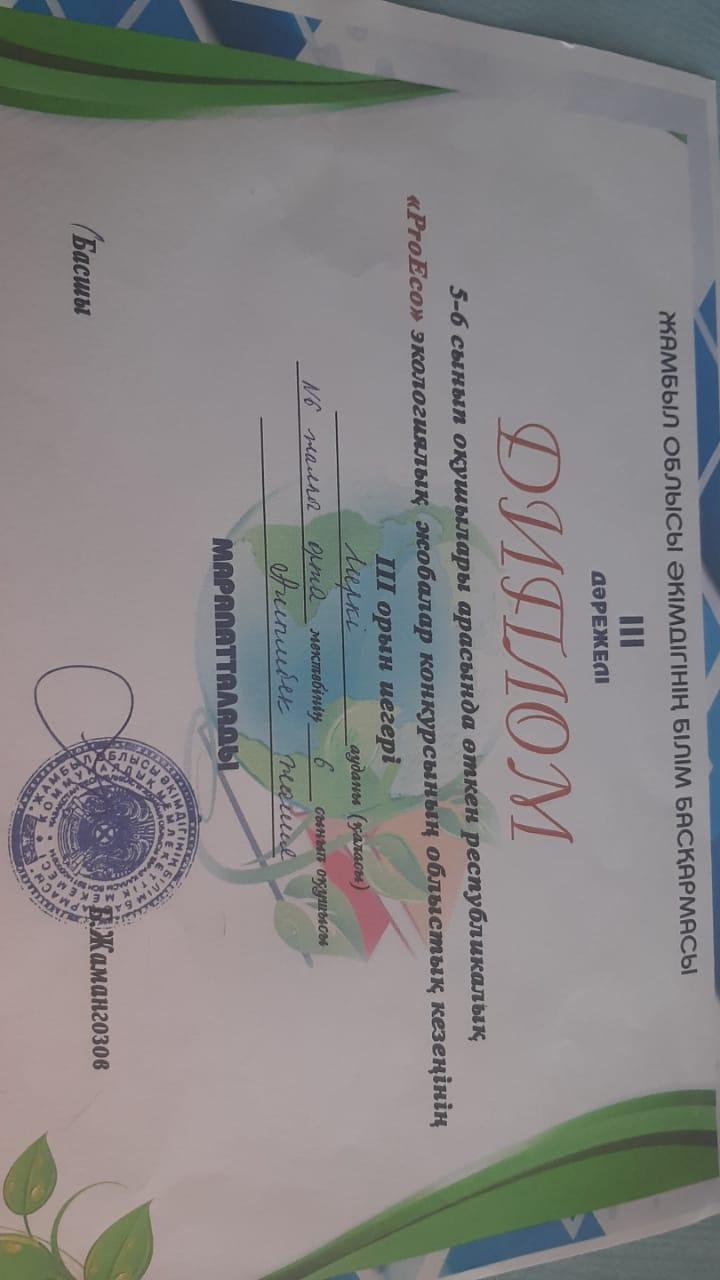 ЖАМБЫЛ ОБЛЫСЫ ӘКІМДІГІНІҢ БІЛІМ БАСҚАРМАСЫ
III
ДӘРЕЖЕЛІ
ДИПЛОМ
5-6 сынып оқушылары арасында өткен республикалық
«ProEco» экологиялық жобалар конкурсының облыстық кезеңінің
III орын иегері
Меркі ауданы (қаласы)
№6 жалпы орта мектебінің 6 сынып оқушысы
МАРАПАТТАЛАДЫ
Басшы Б.Жамангозов